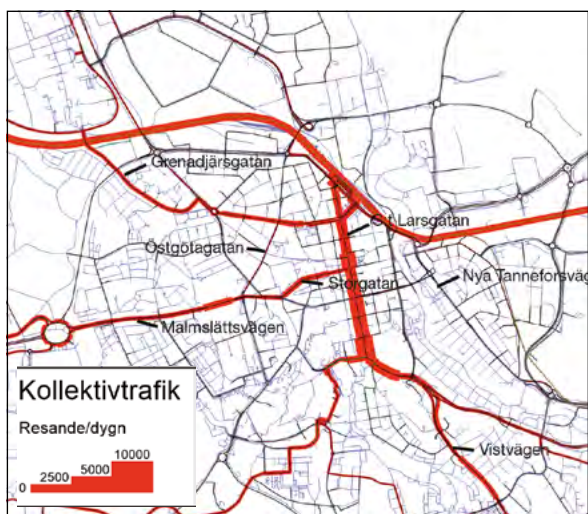 Grenadjärsgatan
S:t Larsgatan
Östgötagatan
Storgatan
Nya Tanneforsväg
Malmslättsvägen
Vistvägen
Kollektivtrafik
Resande/dygn
10000
5000
2500
0